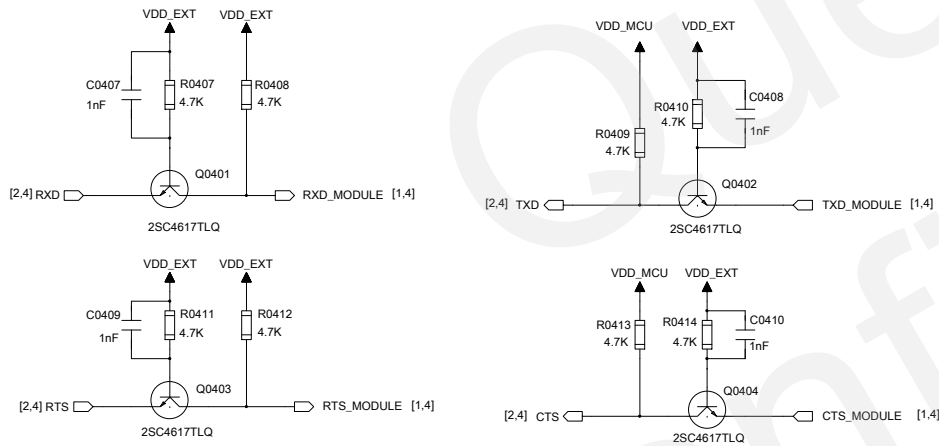 VDD_EXT VDD_EXT
C0407 R0407 R0408
1nF 4.7K 4.7K
Q0401
[2,4] RXD RXD_MODULE [1,4]
2SC4617TLQ
VDD_MCU VDD_EXT
C0408
R0410
4.7K 1nF
R0409
4.7K
Q0402
[2,4] TXD TXD_MODULE [1,4]
2SC4617TLQ
VDD_EXT VDD_EXT
C0409 R0411 R0412
1nF 4.7K 4.7K
Q0403
[2,4] RTS RTS_MODULE [1,4]
2SC4617TLQ
VDD_MCU VDD_EXT
R0413 R0414 C0410
4.7K 4.7K 1nF
Q0404
[2,4] CTS CTS_MODULE [1,4]
2SC4617TLQ
Que
nf